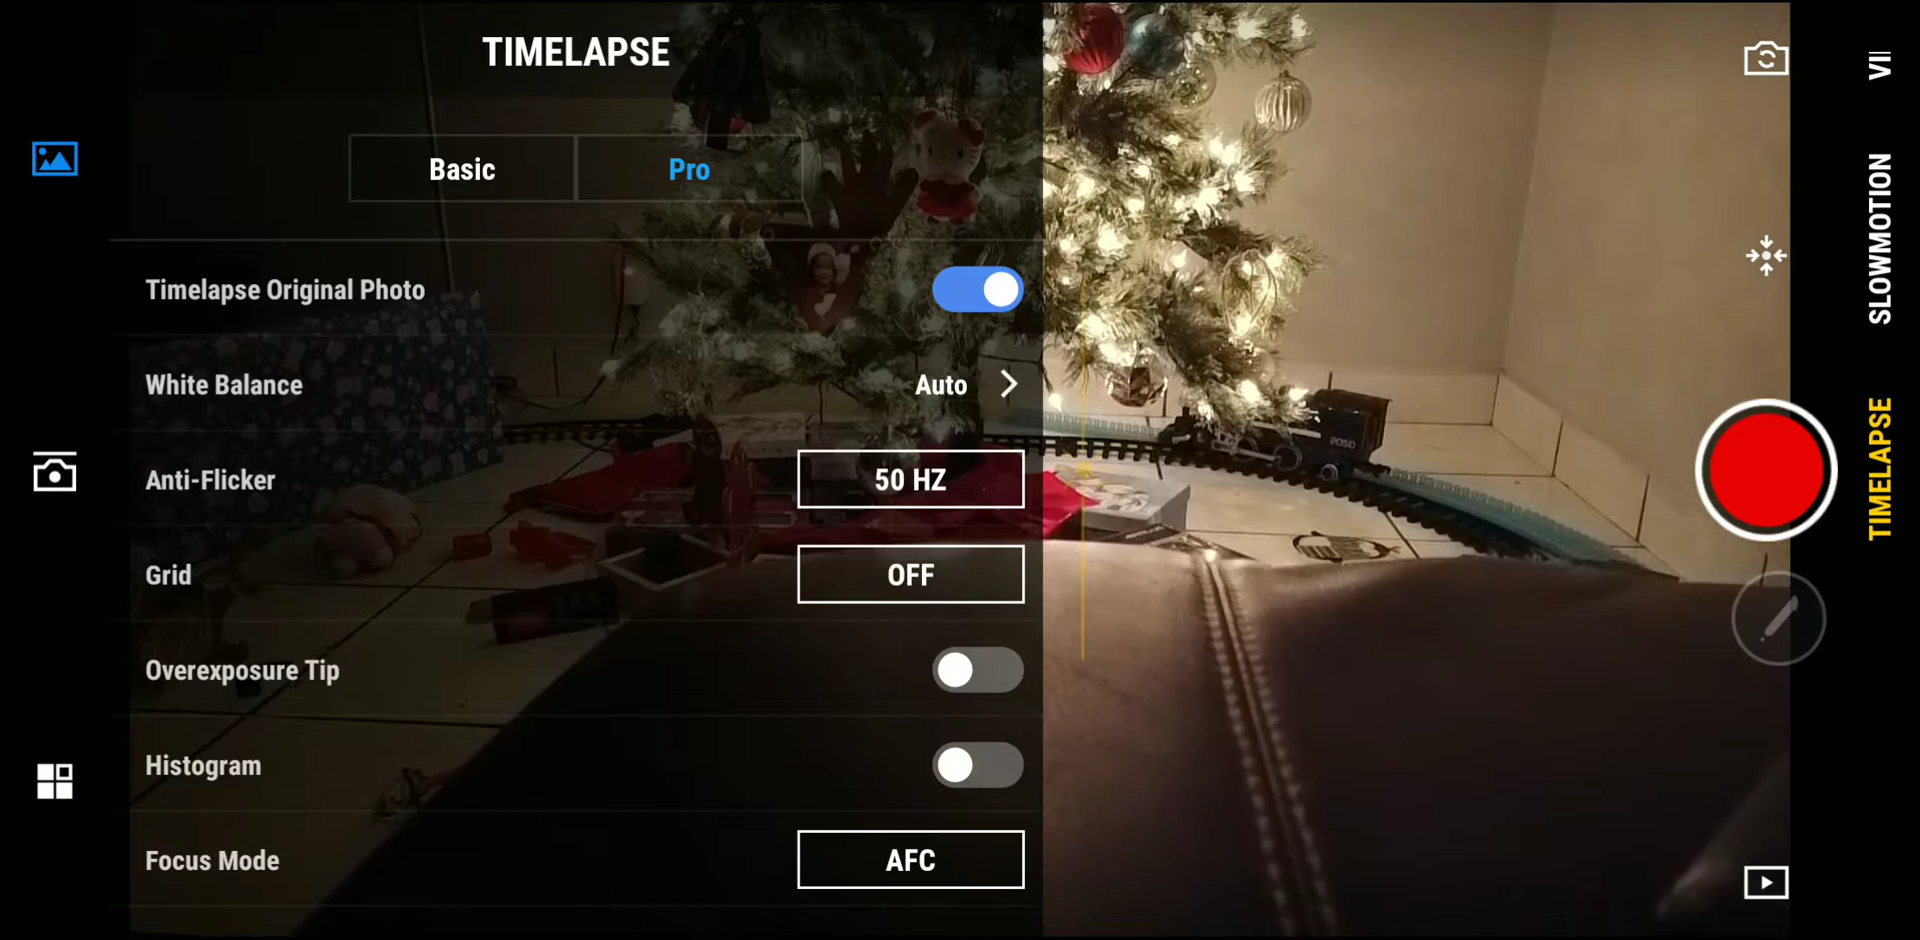 TIMELAPSE
Basic
Pro
Timelapse Original Photo
White Balance
Auto
Anti-Flicker
50 HZ
Grid
OFF
Overexposure Tip
Histogram
Focus Mode
AFC
SLOWMOTION
TIMELAPSE
2050